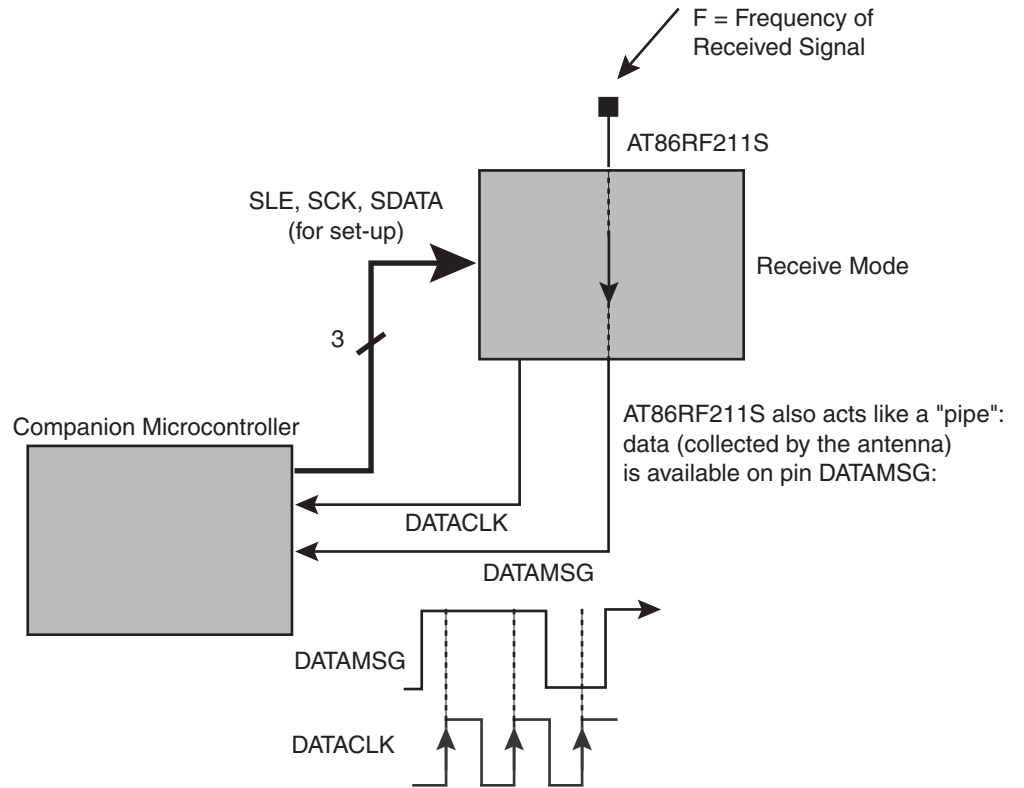 F = Frequency of
Received Signal
AT86RF211S
SLE, SCK, SDATA
(for set-up)
Receive Mode
3
AT86RF211S also acts like a "pipe":
data (collected by the antenna)
is available on pin DATAMSG:
Companion Microcontroller
DATACLK
DATAMSG
DATAMSG
DATACLK